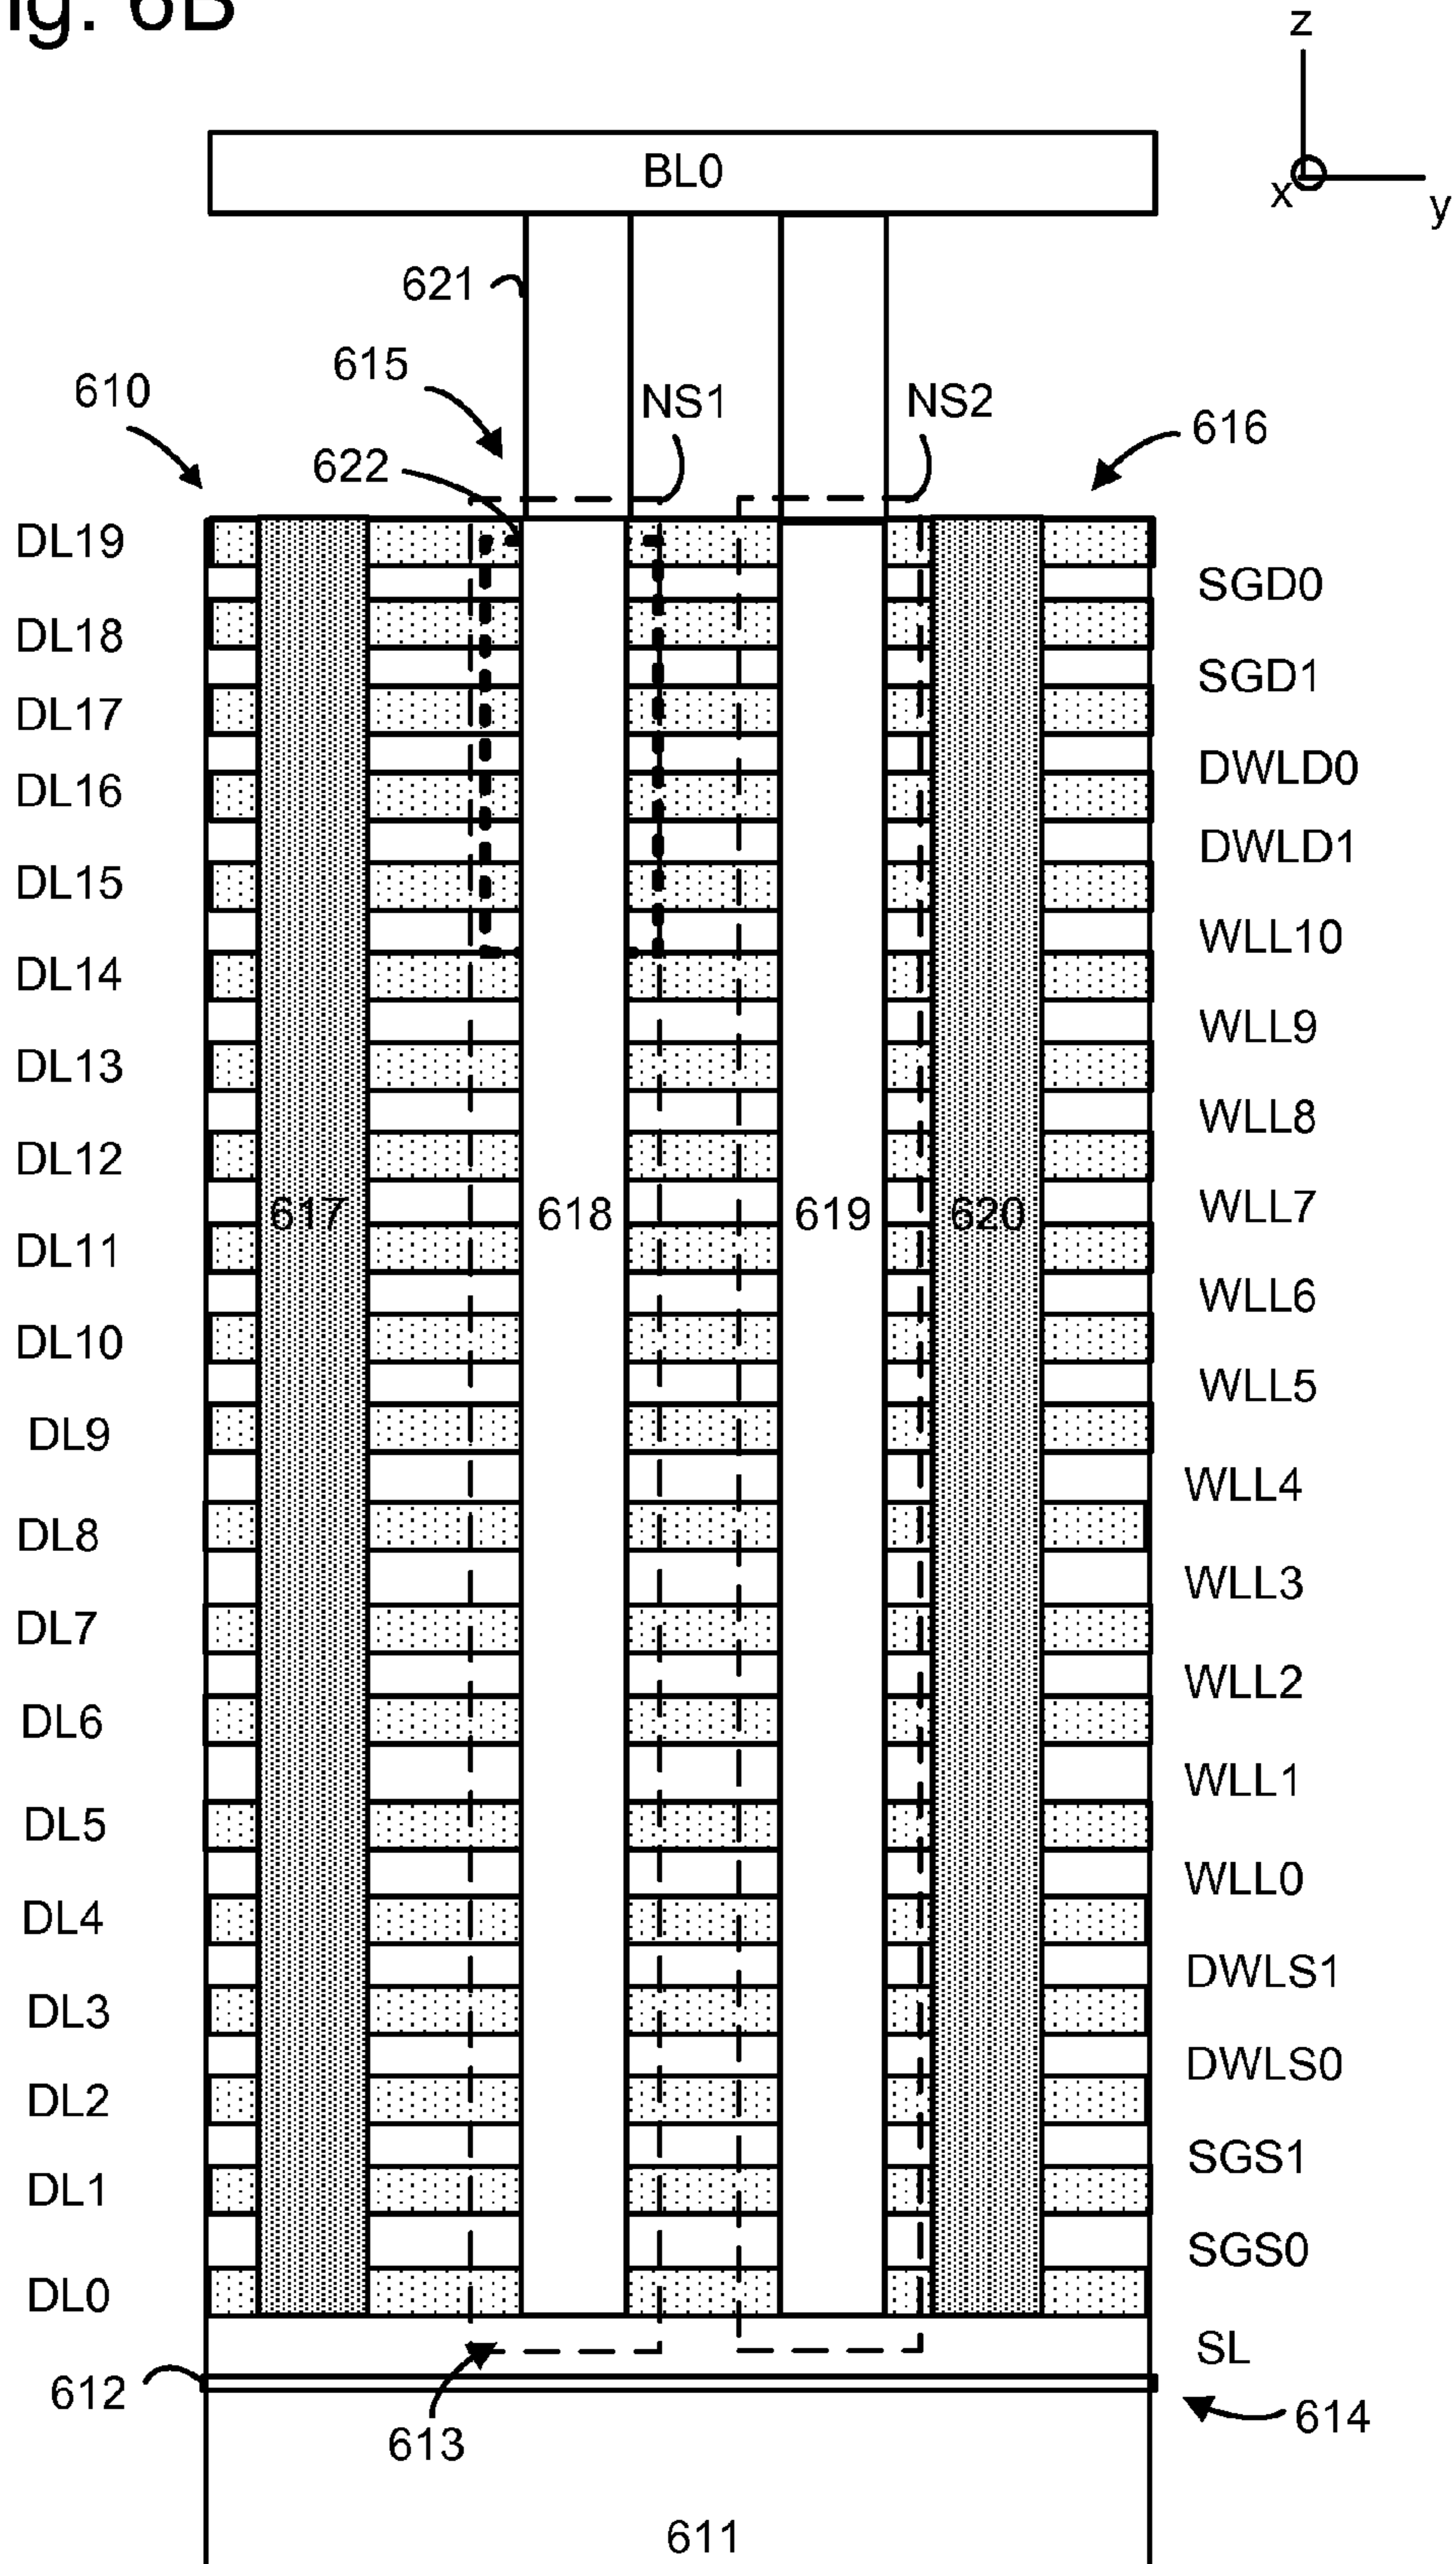 ig. 6B
z
x
y
BL0
621
615
610
NS1
NS2
616
622
DL19
SGD0
DL18
SGD1
DL17
DWLD0
DL16
DWLD1
DL15
WLL10
DL14
WLL9
DL13
WLL8
DL12
WLL7
617
618
619
620
DL11
WLL6
DL10
WLL5
DL9
WLL4
DL8
WLL3
DL7
WLL2
DL6
WLL1
DL5
WLL0
DL4
DWLS1
DL3
DWLS0
DL2
SGS1
DL1
SGS0
DL0
SL
612
614
613
611